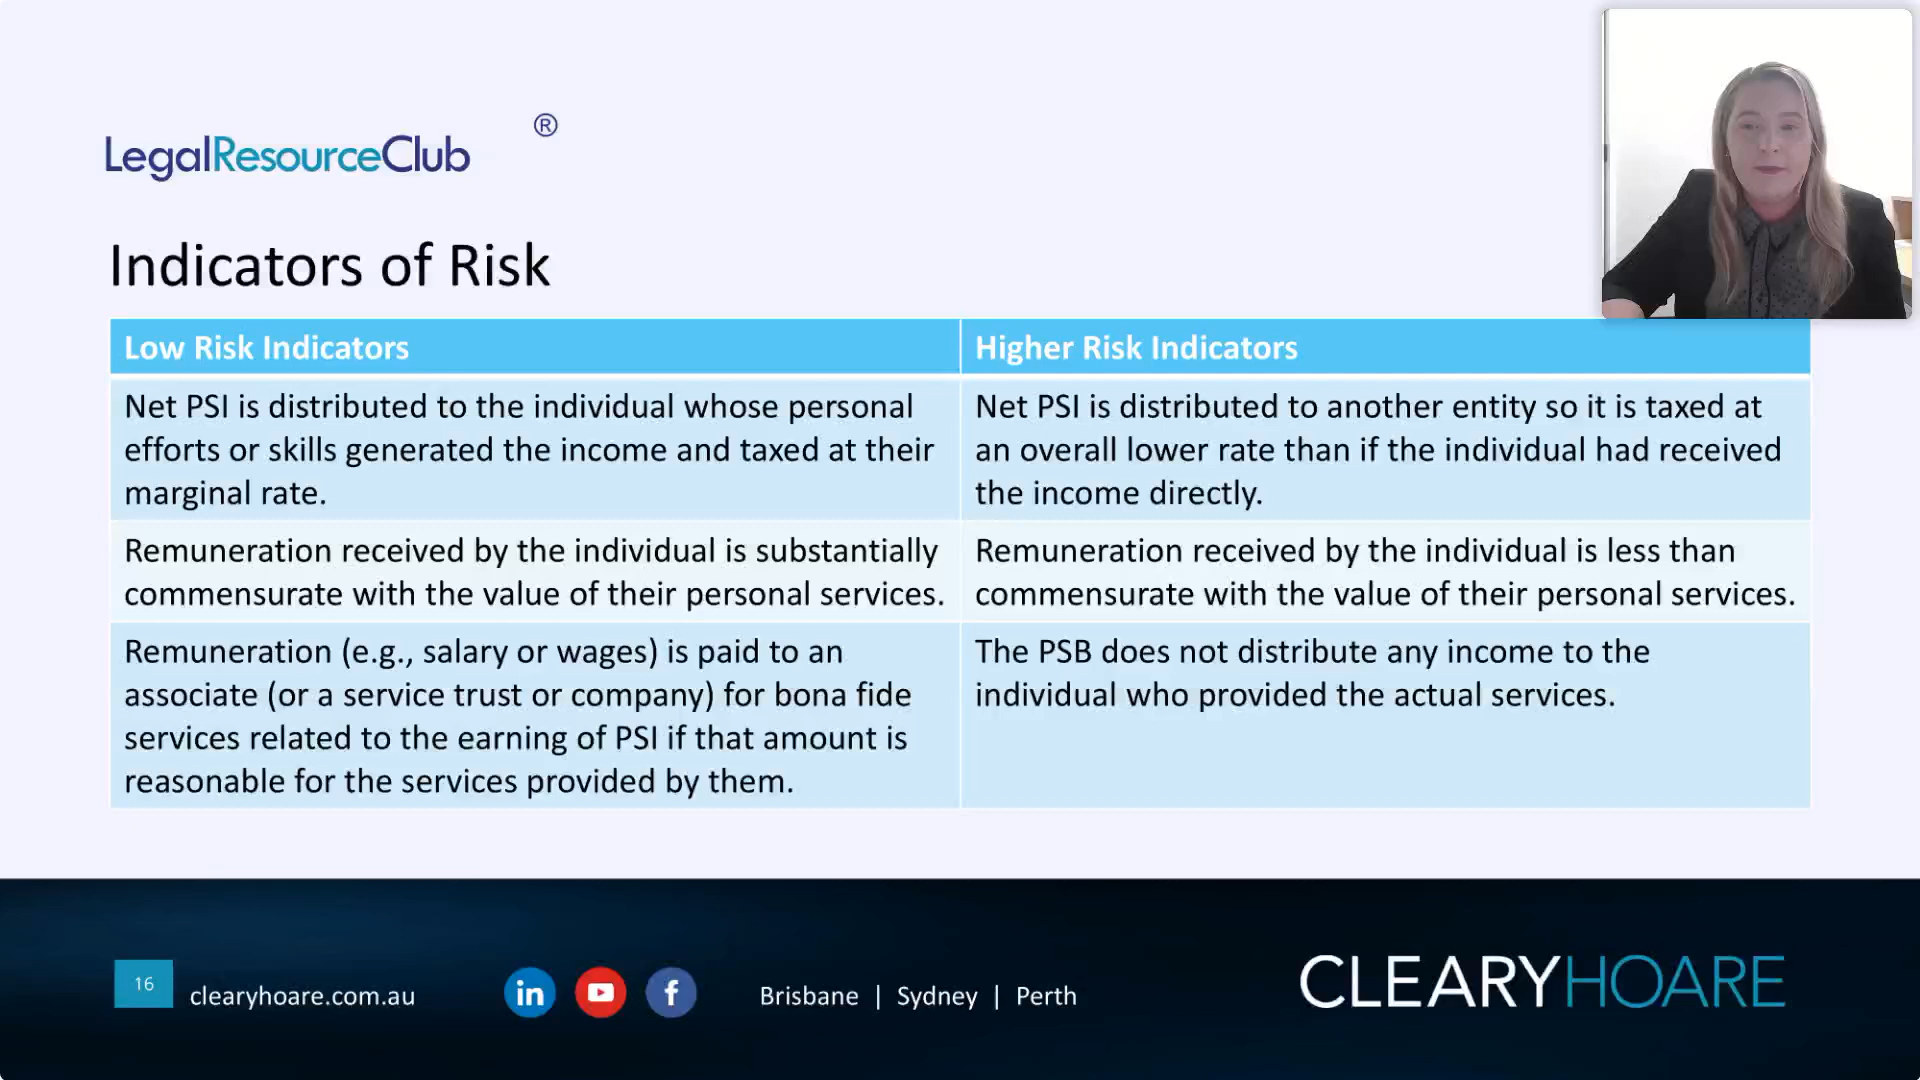 LegalResourceClub ®
Indicators of Risk
Low Risk Indicators
Higher Risk Indicators
Net PSI is distributed to the individual whose personal
efforts or skills generated the income and taxed at their
marginal rate.
Net PSI is distributed to another entity so it is taxed at
an overall lower rate than if the individual had received
the income directly.
Remuneration received by the individual is substantially
commensurate with the value of their personal services.
Remuneration received by the individual is less than
commensurate with the value of their personal services.
Remuneration (e.g., salary or wages) is paid to an
associate (or a service trust or company) for bona fide
services related to the earning of PSI if that amount is
reasonable for the services provided by them.
The PSB does not distribute any income to the
individual who provided the actual services.
16
clearyhoare.com.au
in
f
Brisbane | Sydney | Perth
CLEARYHOARE